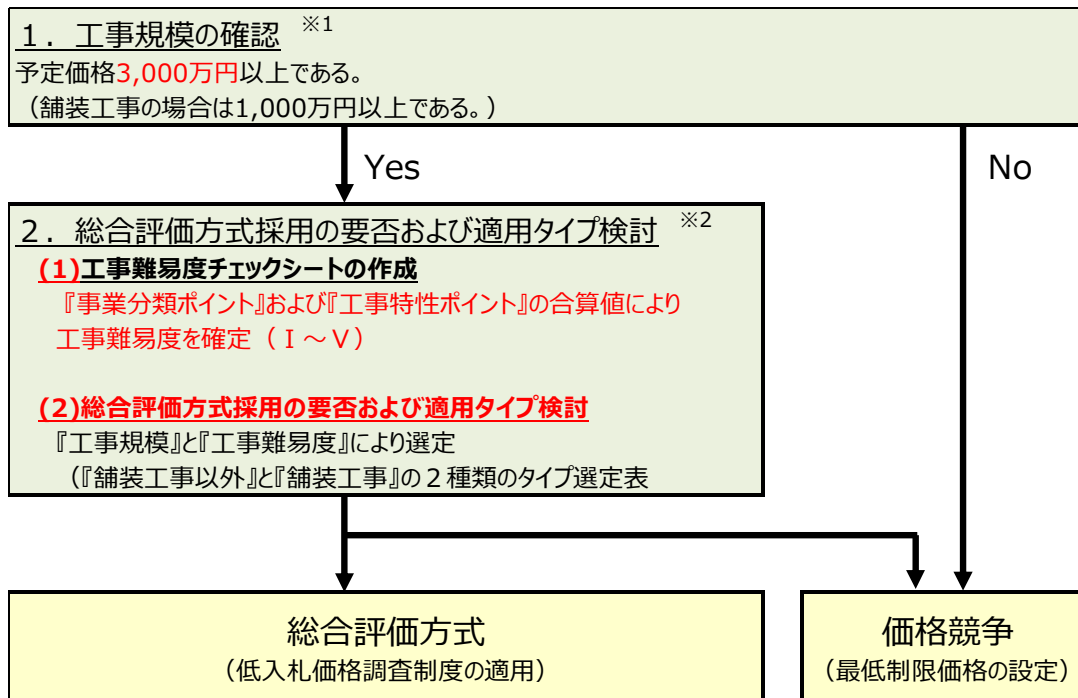 １．工事規模の確認 ※1
予定価格3,000万円以上である。
（舗装工事の場合は1,000万円以上である。）
Yes
No
２．総合評価方式採用の要否および適用タイプ検討 ※2
(1)工事難易度チェックシートの作成
『事業分類ポイント』および『工事特性ポイント』の合算値により
工事難易度を確定（Ⅰ～Ⅴ）
(2)総合評価方式採用の要否および適用タイプ検討
『工事規模』と『工事難易度』により選定
（『舗装工事以外』と『舗装工事』の２種類のタイプ選定表
総合評価方式
（低入札価格調査制度の適用）
価格競争
（最低制限価格の設定）